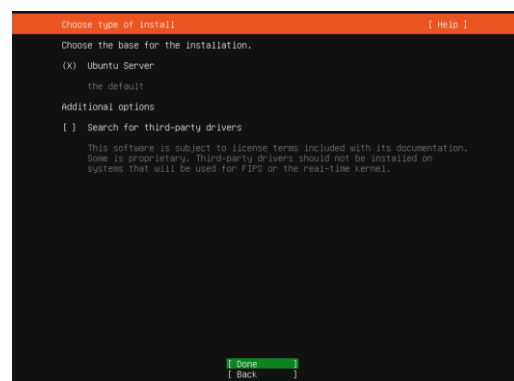 Choose type of install [ Help ]
Choose the base for the installation.
(X) Ubuntu Server
the default
Additional options
[ ] Search for third-party drivers
This software is subject to license terms included with its documentation.
Some is proprietary. Third-party drivers should not be installed on
systems that will be used for FIPS or the real-time kernel.
[ Done ]
[ Back ]